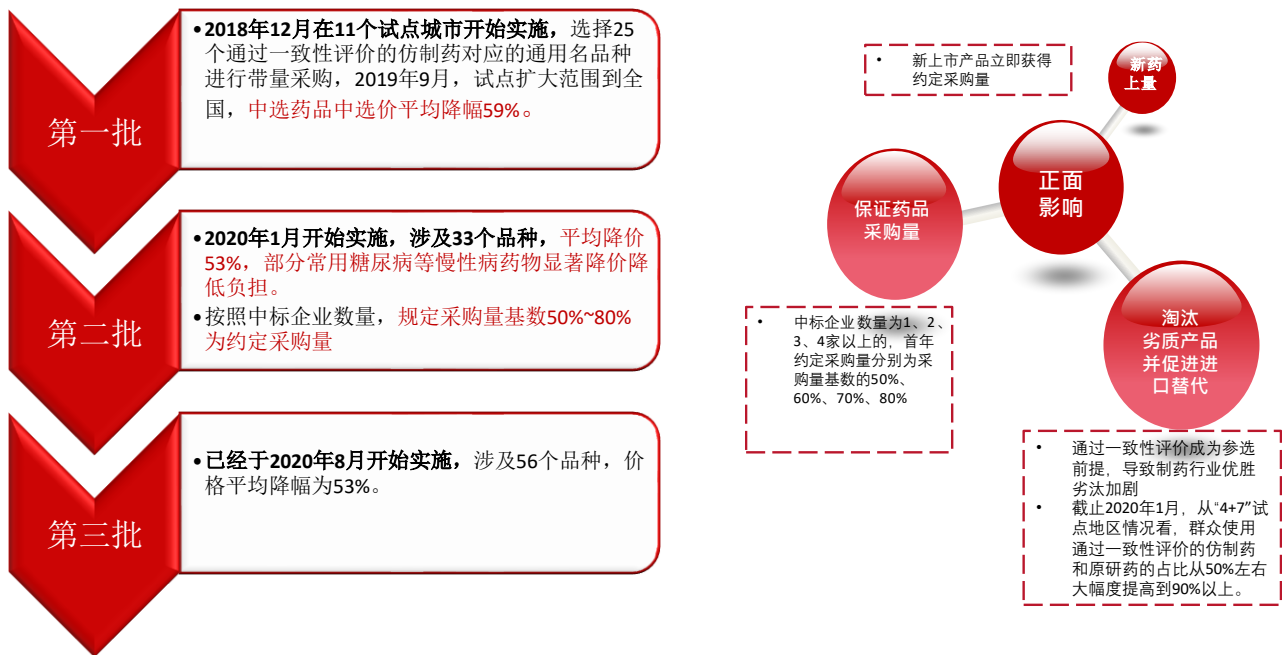 第一批
•2018年12月在11个试点城市开始实施，选择25
个通过一致性评价的仿制药对应的通用名品种
进行带量采购，2019年9月，试点扩大范围到全
国，中选药品中选价平均降幅59%。
第二批
•2020年1月开始实施，涉及33个品种，平均降价
53%，部分常用糖尿病等慢性病药物显著降价降
低负担。
•按照中标企业数量，规定采购量基数50%~80%
为约定采购量
第三批
•已经于2020年8月开始实施，涉及56个品种，价
格平均降幅为53%。
• 新上市产品立即获得
约定采购量
新药
上量
正面
影响
保证药品
采购量
• 中标企业数量为1、2、
3、4家以上的，首年
约定采购量分别为采
购量基数的50%、
60%、70%、80%
淘汰
劣质产品
并促进进
口替代
• 通过一致性评价成为参选
前提，导致制药行业优胜
劣汰加剧
• 截止2020年1月，从“4+7”试
点地区情况看，群众使用
通过一致性评价的仿制药
和原研药的占比从50%左右
大幅度提高到90%以上。